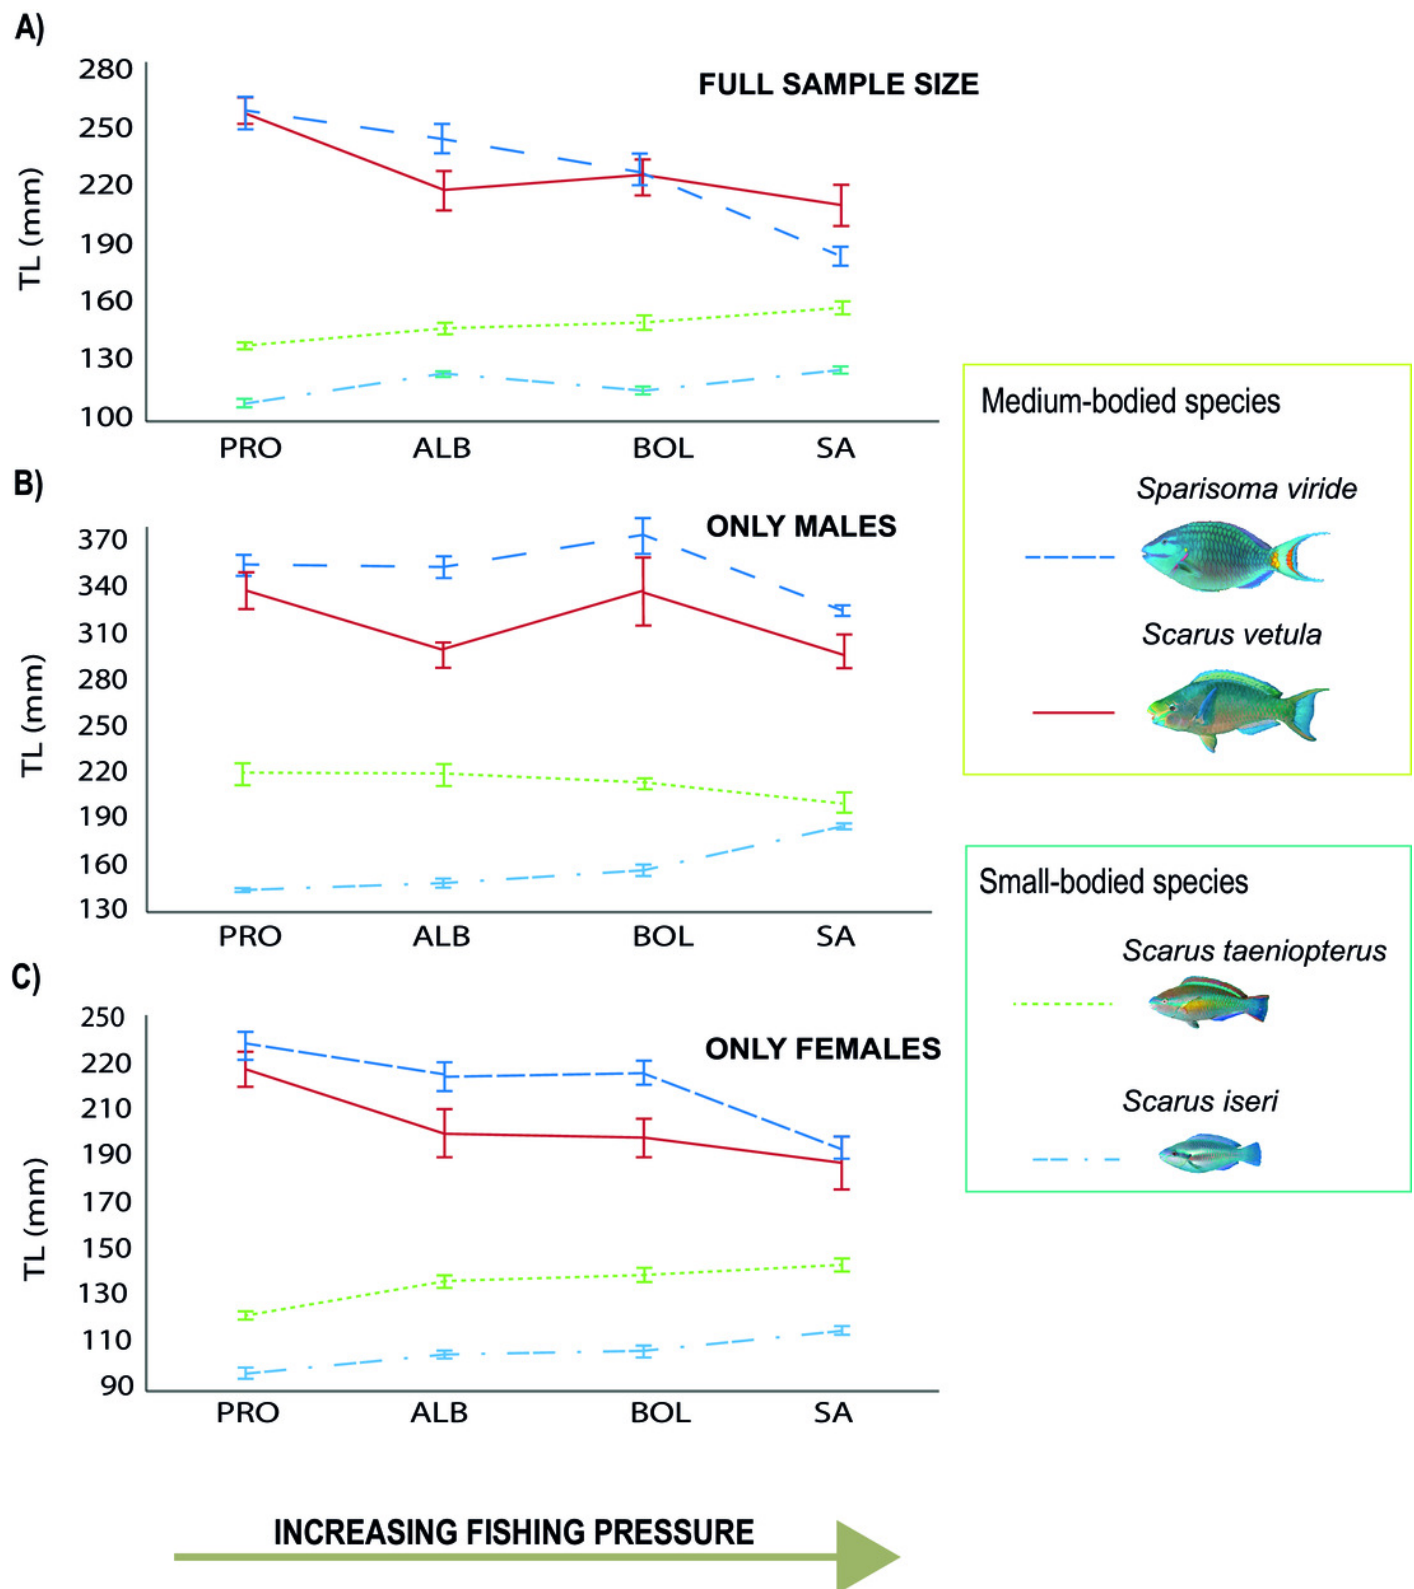 A)
FULL SAMPLE SIZE
280
250
220
190
160
130
100
TL (mm)
PRO ALB BOL SA
B)
ONLY MALES
370
340
310
280
250
220
190
160
130
TL (mm)
PRO ALB BOL SA
C)
ONLY FEMALES
250
220
210
190
170
150
130
110
90
TL (mm)
PRO ALB BOL SA
INCREASING FISHING PRESSURE
Medium-bodied species
Sparisoma viride
Scarus vetula
Small-bodied species
Scarus taeniopterus
Scarus iseri